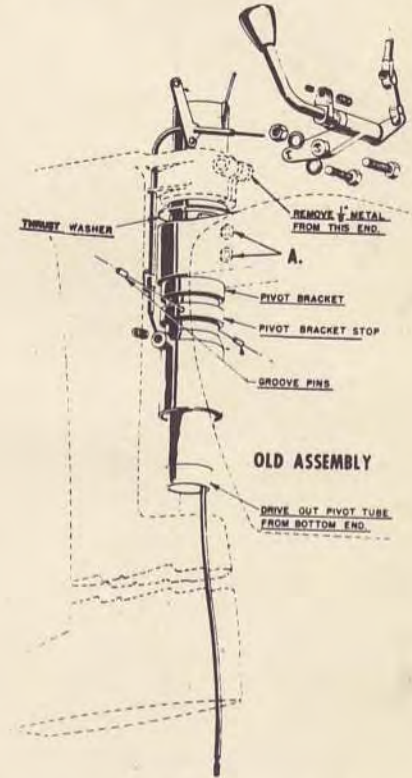 THRUST WASHER
REMOVE 1/8" METAL
FROM THIS END.
A.
PIVOT BRACKET
PIVOT BRACKET STOP
GROOVE PINS
OLD ASSEMBLY
DRIVE OUT PIVOT TUBE
FROM BOTTOM END.